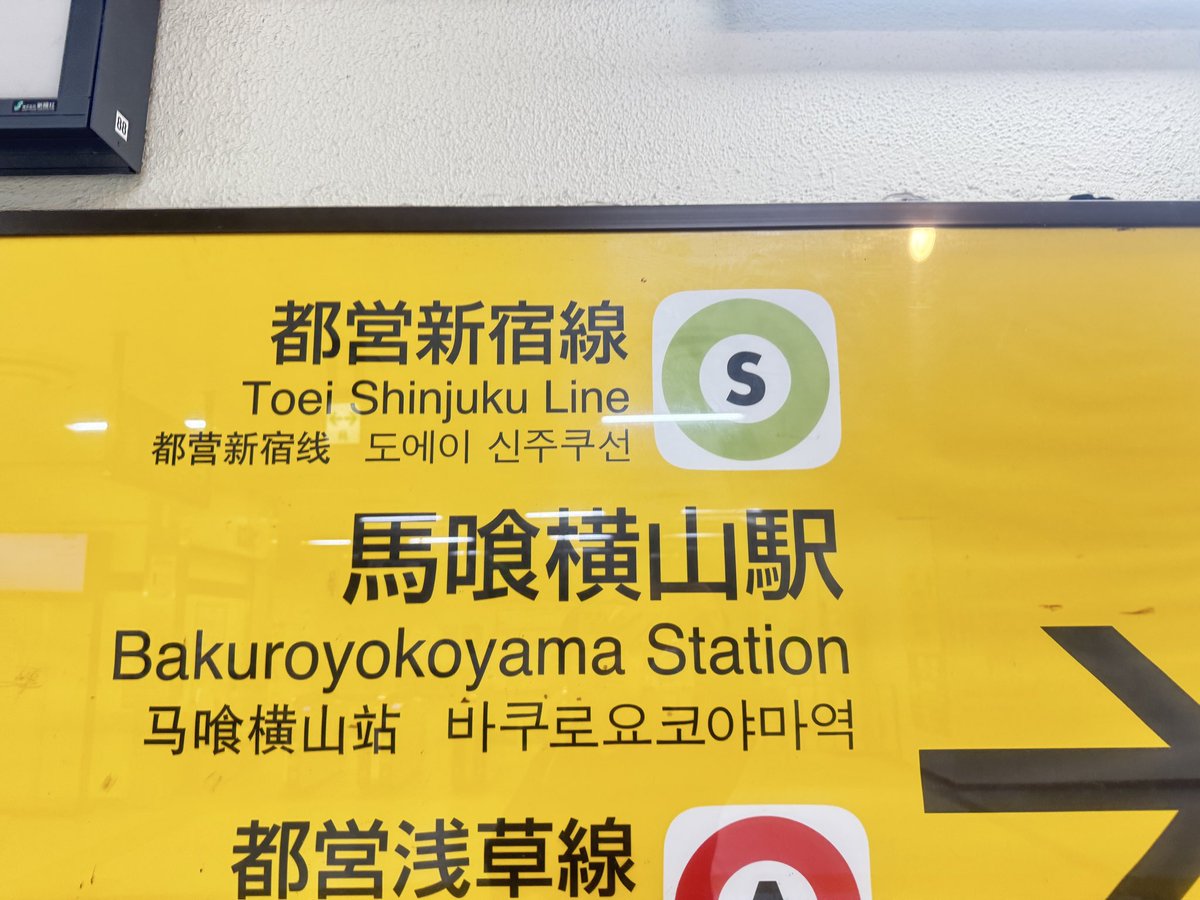 88
都営新宿線
S
Toei Shinjuku Line
都营新宿线 도에이 신주쿠선
馬喰横山駅
Bakuroyokoyama Station
马喰横山站 바쿠로요코야마역
都営浅草線
A